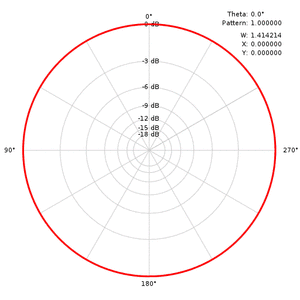 0°
0 dB
Theta: 0.0°
Pattern: 1.000000
W: 1.414214
X: 0.000000
Y: 0.000000
-3 dB
-6 dB
-9 dB
-12 dB
-15 dB
-18 dB
90°
270°
180°